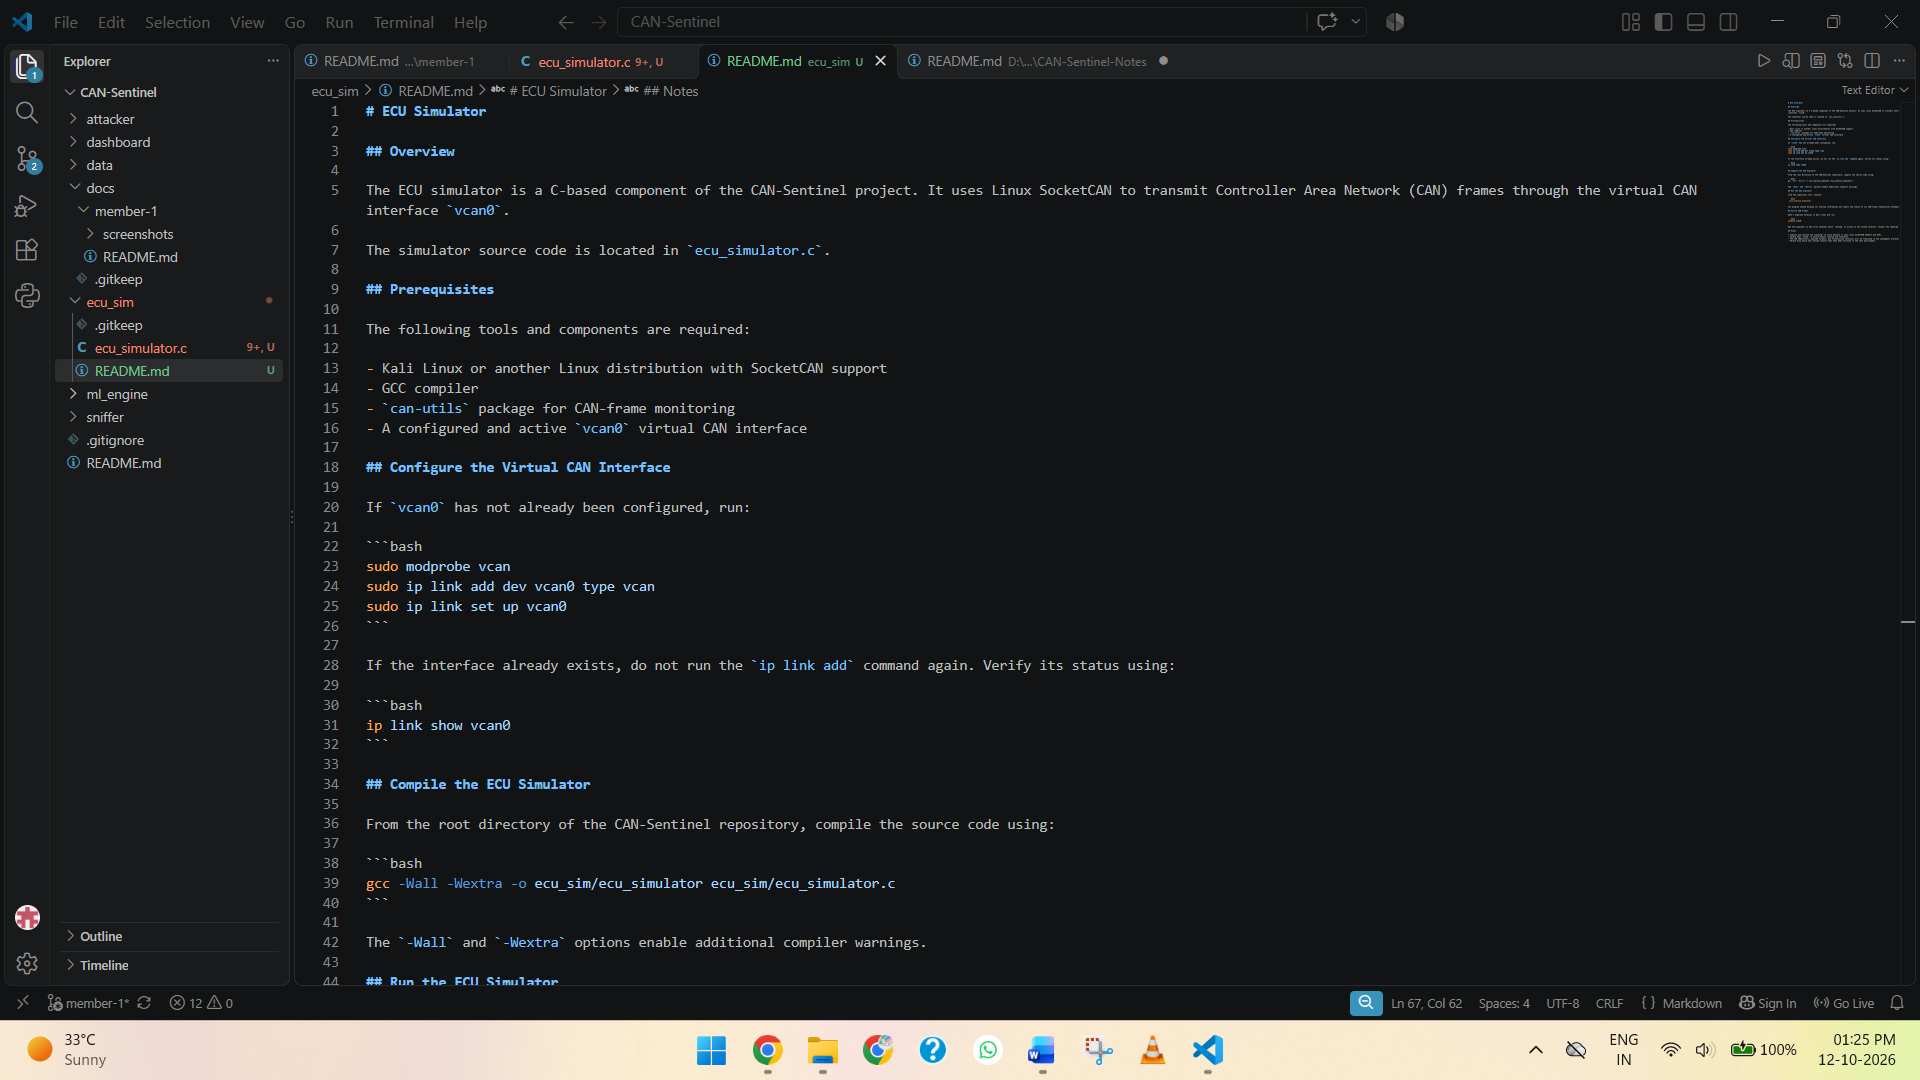 File Edit Selection View Go Run Terminal Help
CAN-Sentinel
Explorer
CAN-Sentinel
attacker
dashboard
data
docs
member-1
screenshots
README.md
.gitkeep
ecu_sim
.gitkeep
ecu_simulator.c 9+, U
README.md U
ml_engine
sniffer
.gitignore
README.md
Outline
Timeline
1
2
README.md ...\member-1
ecu_simulator.c 9+, U
README.md ecu_sim U
README.md D:\...\CAN-Sentinel-Notes
ecu_sim > README.md > # ECU Simulator > ## Notes
Text Editor
1 # ECU Simulator
2
3 ## Overview
4
5 The ECU simulator is a C-based component of the CAN-Sentinel project. It uses Linux SocketCAN to transmit Controller Area Network (CAN) frames through the virtual CAN
interface `vcan0`.
6
7 The simulator source code is located in `ecu_simulator.c`.
8
9 ## Prerequisites
10
11 The following tools and components are required:
12
13 - Kali Linux or another Linux distribution with SocketCAN support
14 - GCC compiler
15 - `can-utils` package for CAN-frame monitoring
16 - A configured and active `vcan0` virtual CAN interface
17
18 ## Configure the Virtual CAN Interface
19
20 If `vcan0` has not already been configured, run:
21
22 ```bash
23 sudo modprobe vcan
24 sudo ip link add dev vcan0 type vcan
25 sudo ip link set up vcan0
26 ```
27
28 If the interface already exists, do not run the `ip link add` command again. Verify its status using:
29
30 ```bash
31 ip link show vcan0
32 ```
33
34 ## Compile the ECU Simulator
35
36 From the root directory of the CAN-Sentinel repository, compile the source code using:
37
38 ```bash
39 gcc -Wall -Wextra -o ecu_sim/ecu_simulator ecu_sim/ecu_simulator.c
40 ```
41
42 The `-Wall` and `-Wextra` options enable additional compiler warnings.
43
44 ## Run the ECU Simulator
member-1* 12 0
Ln 67, Col 62 Spaces: 4 UTF-8 CRLF { } Markdown Sign In Go Live
33°C
Sunny
ENG
IN
100%
01:25 PM
12-10-2026